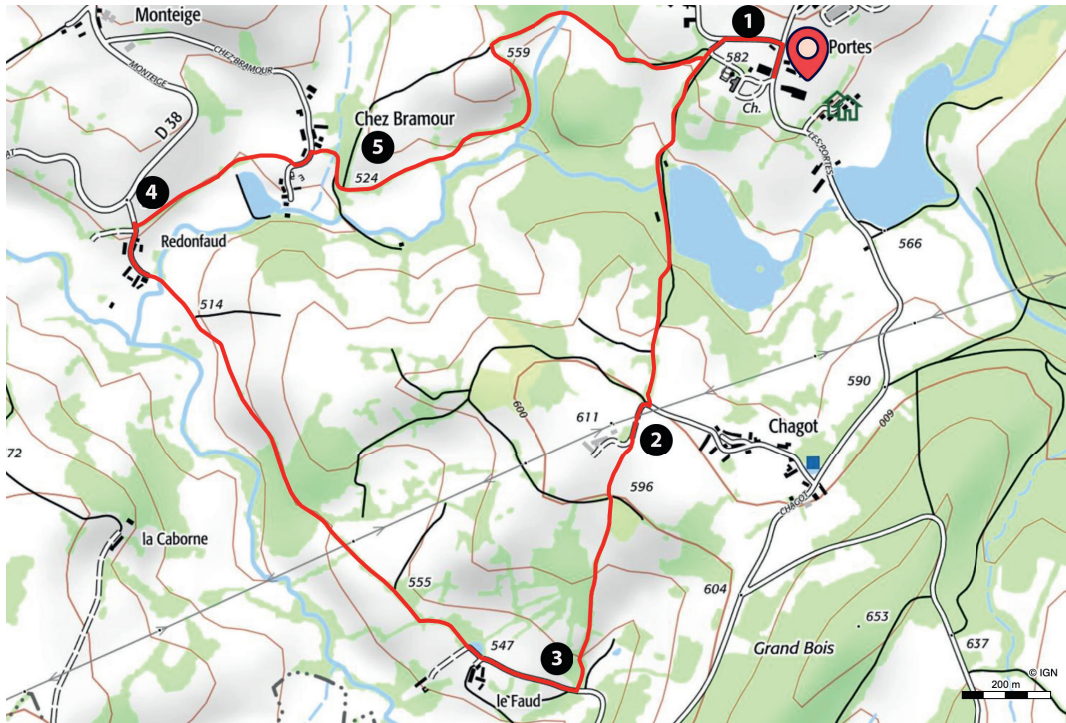 Monteige
CHEZ-BRAMOUR
MONTEIGE
D 38
AT
559
1
582
Portes
Ch.
Chez Bramour
5
524
LES-PORTES
4
Redonfaud
566
514
590
600
611
600
2
Chagot
596
CHAGOT
72
la Caborne
555
604
653
547
3
Grand Bois
637
le Faud
© IGN
200 m